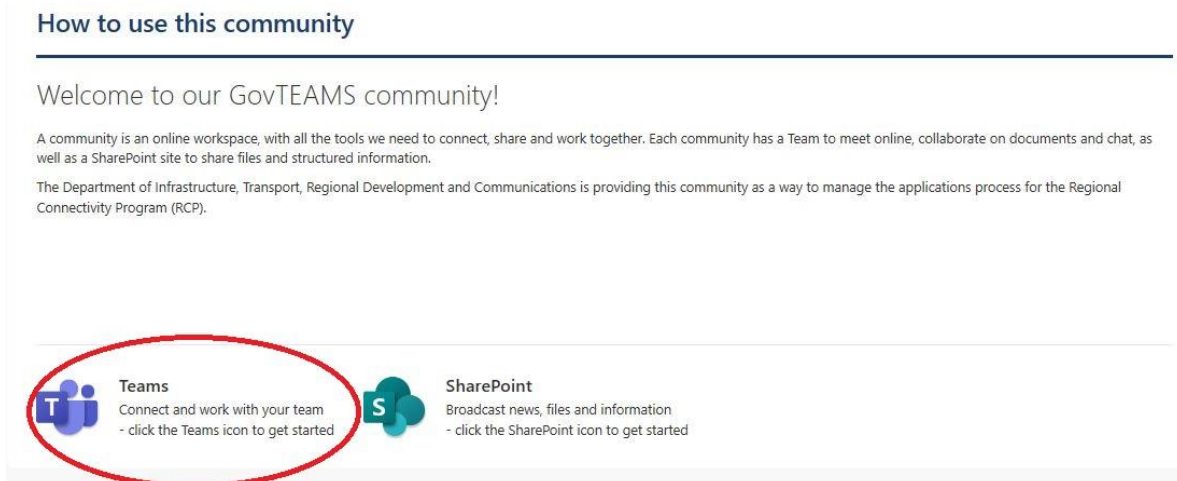 How to use this community
Welcome to our GovTEAMS community!
A community is an online workspace, with all the tools we need to connect, share and work together. Each community has a Team to meet online, collaborate on documents and chat, as
well as a SharePoint site to share files and structured information.
The Department of Infrastructure, Transport, Regional Development and Communications is providing this community as a way to manage the applications process for the Regional
Connectivity Program (RCP).
T
Teams
Connect and work with your team
- click the Teams icon to get started
S
SharePoint
Broadcast news, files and information
- click the SharePoint icon to get started